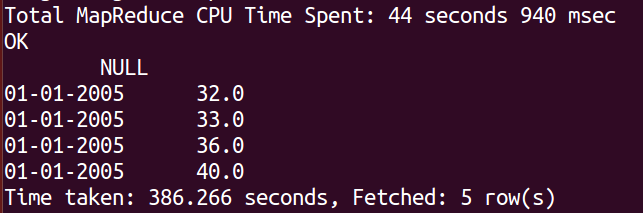 Total MapReduce CPU Time Spent: 44 seconds 940 msec
OK
NULL
01-01-2005 32.0
01-01-2005 33.0
01-01-2005 36.0
01-01-2005 40.0
Time taken: 386.266 seconds, Fetched: 5 row(s)